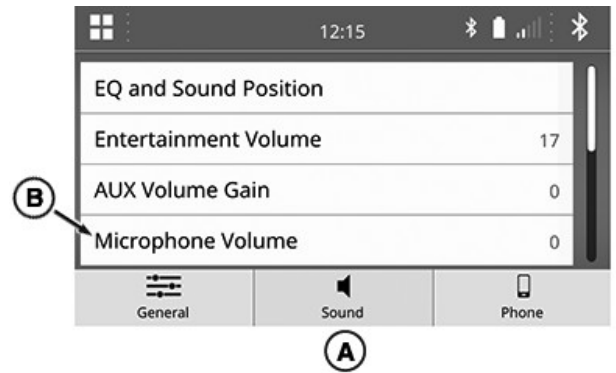 12:15
EQ and Sound Position
Entertainment Volume 17
AUX Volume Gain 0
B
Microphone Volume 0
General Sound Phone
A